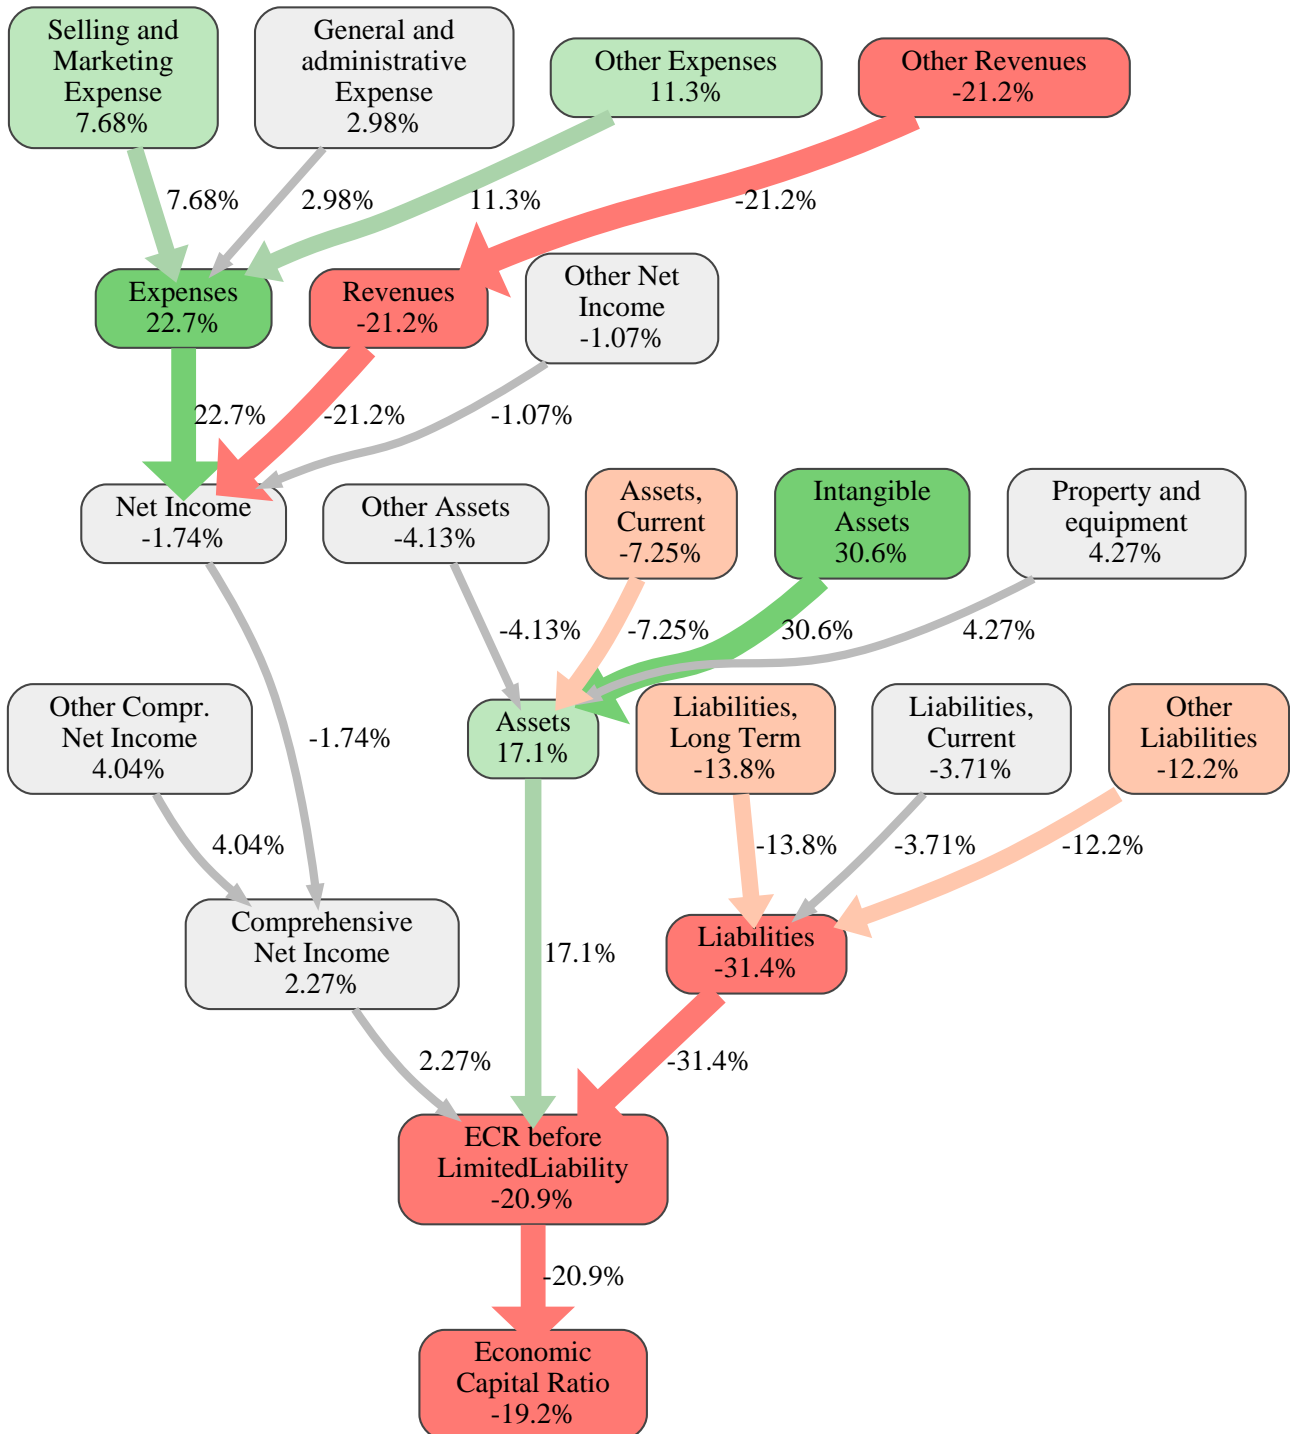 Selling and
Marketing
Expense
7.68%
General and
administrative
Expense
2.98%
Other Expenses
11.3%
Other Revenues
-21.2%
7.68%
2.98%
11.3%
-21.2%
Expenses
22.7%
Revenues
-21.2%
Other Net
Income
-1.07%
22.7%
-21.2%
-1.07%
Net Income
-1.74%
Other Assets
-4.13%
Assets,
Current
-7.25%
Intangible
Assets
30.6%
Property and
equipment
4.27%
-4.13%
-7.25%
30.6%
4.27%
Other Compr.
Net Income
4.04%
-1.74%
Assets
17.1%
Liabilities,
Long Term
-13.8%
Liabilities,
Current
-3.71%
Other
Liabilities
-12.2%
4.04%
-13.8%
-3.71%
-12.2%
Comprehensive
Net Income
2.27%
17.1%
Liabilities
-31.4%
2.27%
-31.4%
ECR before
LimitedLiability
-20.9%
-20.9%
Economic
Capital Ratio
-19.2%